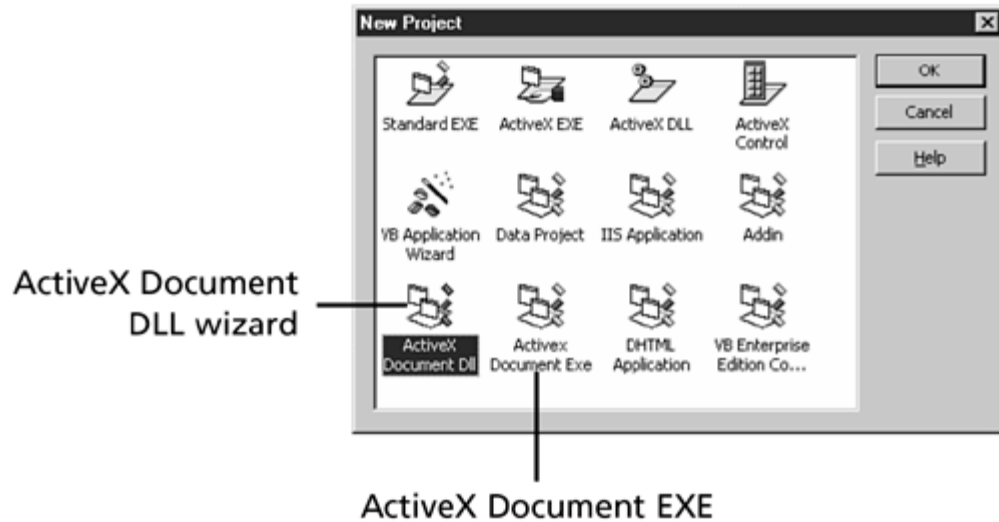 New Project
Standard EXE
ActiveX EXE
ActiveX DLL
ActiveX
Control
OK
Cancel
Help
VB Application
Wizard
Data Project
IIS Application
Addin
ActiveX Document
DLL wizard
ActiveX
Document Dll
Activex
Document Exe
DHTML
Application
VB Enterprise
Edition Co...
ActiveX Document EXE